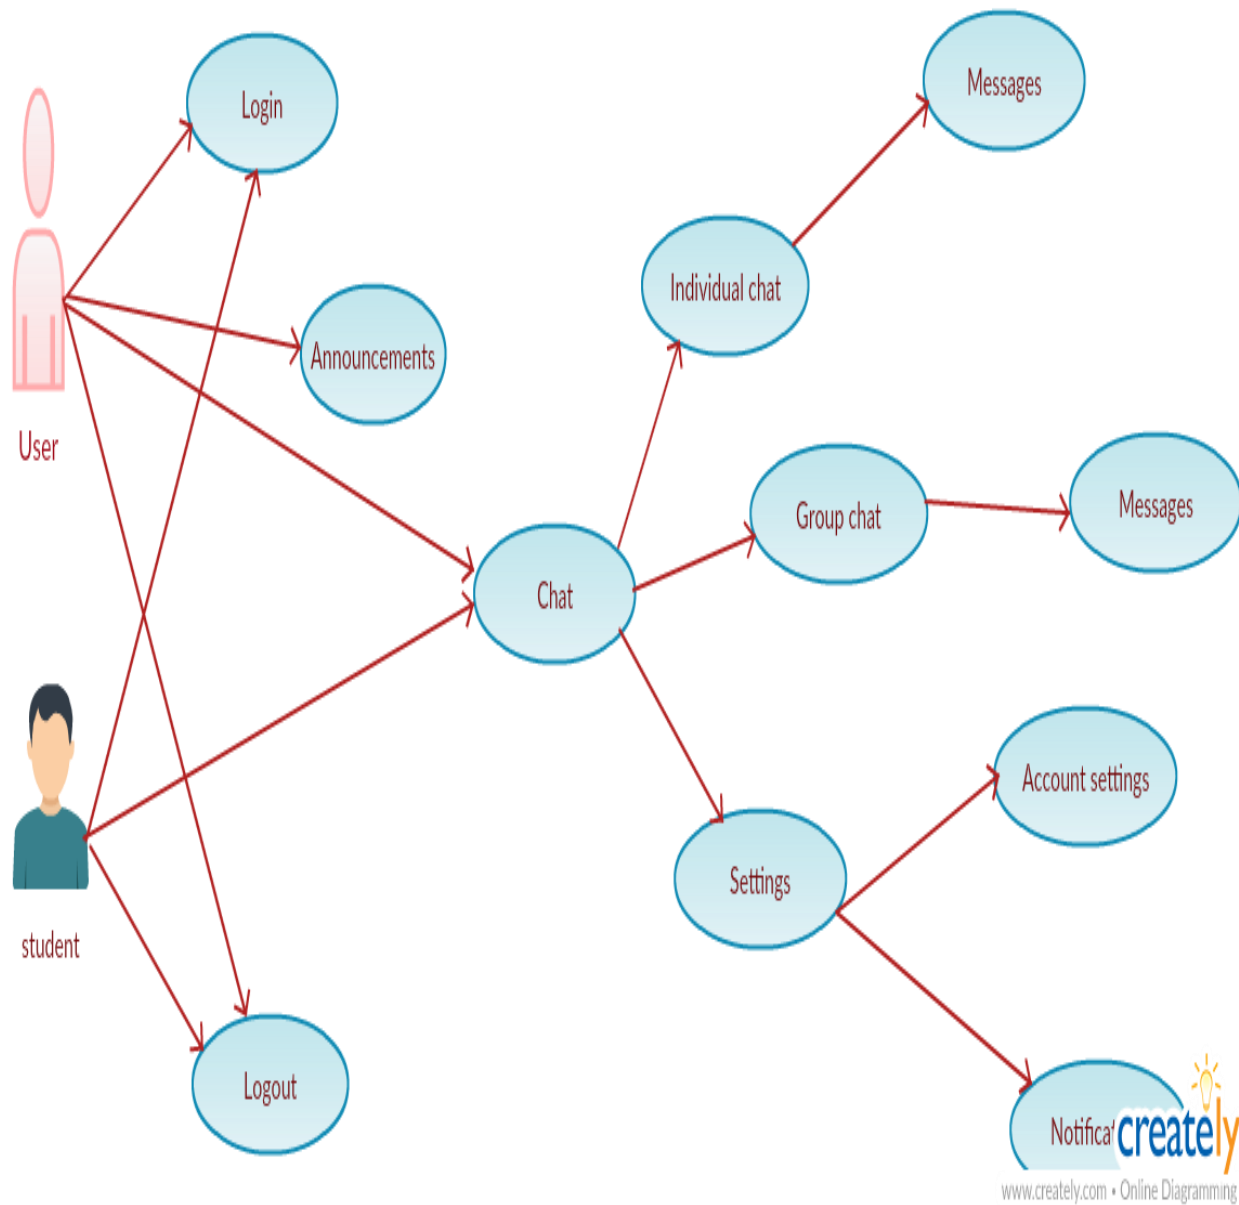 Login
Messages
Individual chat
Announcements
User
Group chat
Messages
Chat
Account settings
Settings
student
Logout
creately
www.creately.com • Online Diagramming